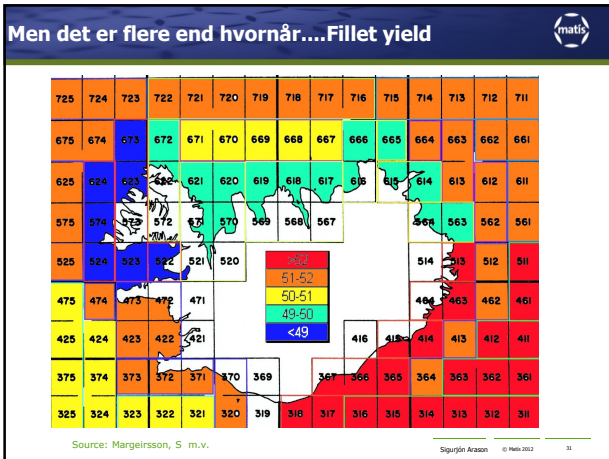 Men det er flere end hvornår....Fillet yield
matis
725 724 723 722 721 720 719 718 717 716 715 714 713 712 711
675 674 673 672 671 670 669 668 667 666 665 664 663 662 661
625 624 623 622 621 620 619 618 617 616 615 614 613 612 611
575 574 573 572 571 570 569 568 567 564 563 562 561
525 524 523 522 521 520 >52 514 513 512 511
51-52
475 474 473 472 471 50-51 464 463 462 461
49-50
425 424 423 422 421 <49 416 415 414 413 412 411
375 374 373 372 371 370 369 367 366 365 364 363 362 361
325 324 323 322 321 320 319 318 317 316 315 314 313 312 311
Source: Margeirsson, S m.v.
Sigurjón Arason © Matís 2012 31